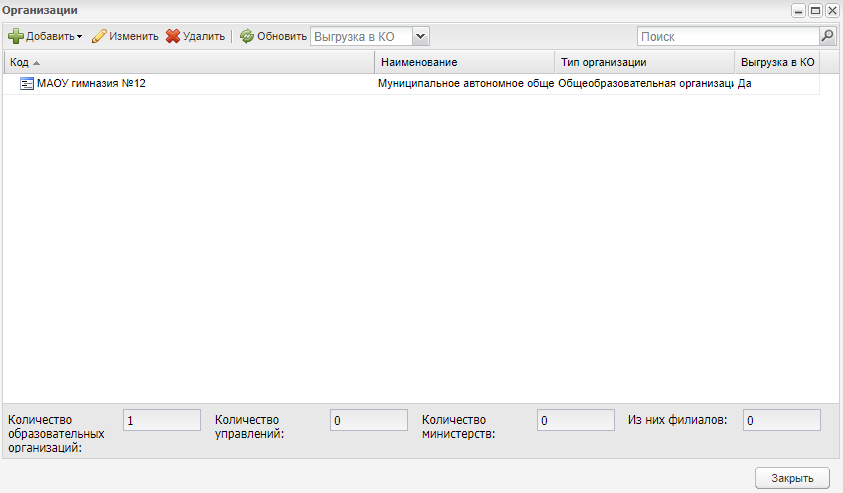 Организации
Добавить Изменить Удалить Обновить Выгрузка в КО Поиск
Код Наименование Тип организации Выгрузка в КО
МАОУ гимназия №12 Муниципальное автономное обще Общеобразовательная организаци Да
Количество образовательных организаций: 1 Количество управлений: 0 Количество министерств: 0 Из них филиалов: 0
Закрыть